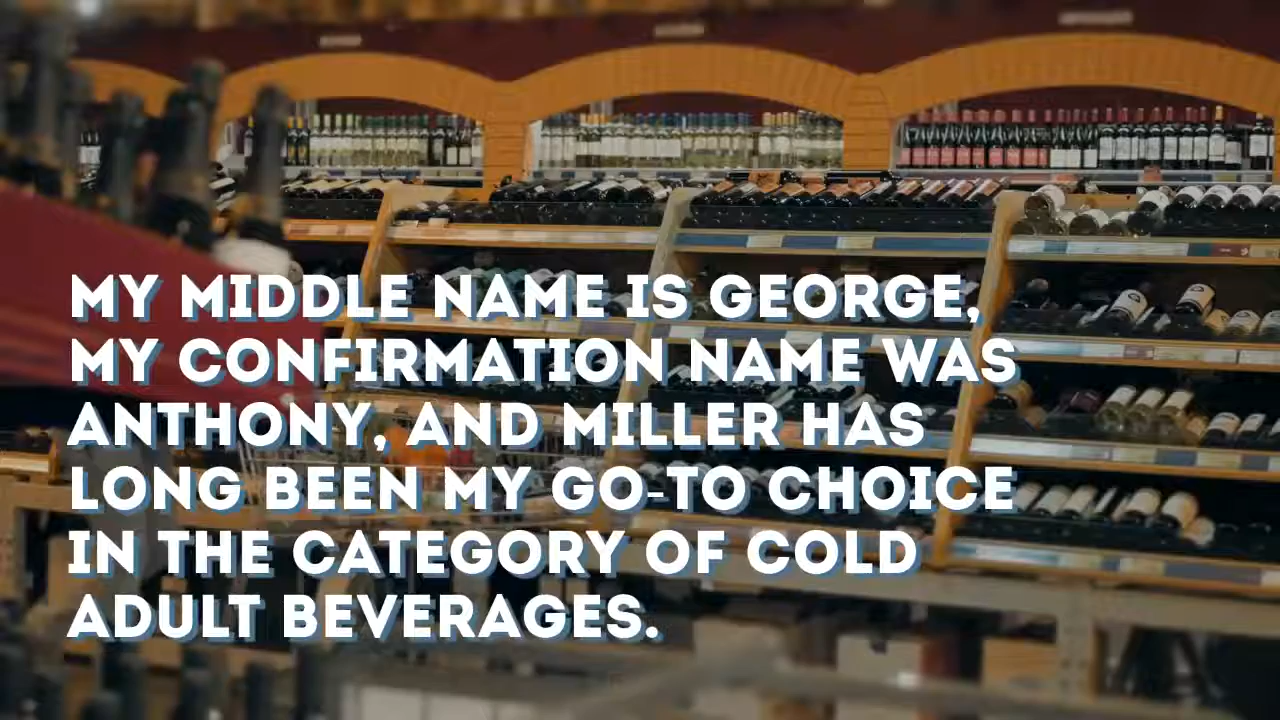 MY MIDDLE NAME IS GEORGE,
MY CONFIRMATION NAME WAS
ANTHONY, AND MILLER HAS
LONG BEEN MY GO-TO CHOICE
IN THE CATEGORY OF COLD
ADULT BEVERAGES.